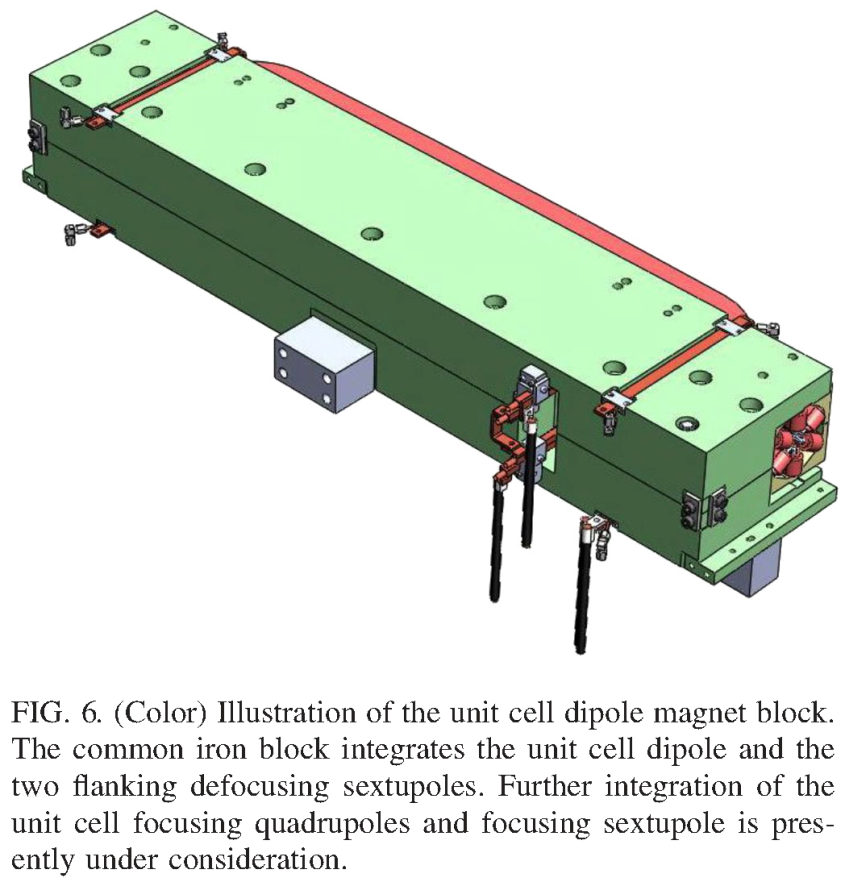 FIG. 6. (Color) Illustration of the unit cell dipole magnet block.
The common iron block integrates the unit cell dipole and the
two flanking defocusing sextupoles. Further integration of the
unit cell focusing quadrupoles and focusing sextupole is pres-
ently under consideration.